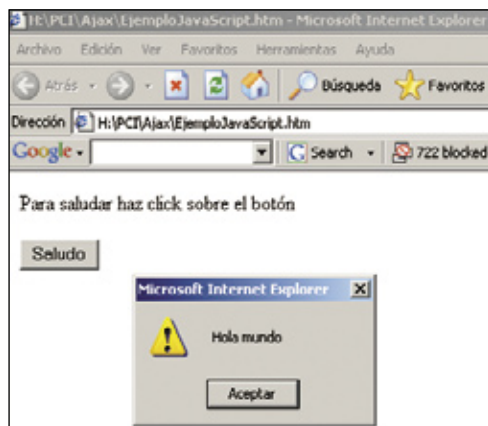 H:\PCI\Ajax\EjemploJavaScript.htm - Microsoft Internet Explorer
Archivo Edición Ver Favoritos Herramientas Ayuda
Atrás Búsqueda Favoritos
Dirección H:\PCI\Ajax\EjemploJavaScript.htm
Google Search 722 blocked
Para saludar haz click sobre el botón
Saludo
Microsoft Internet Explorer
Hola mundo
Aceptar